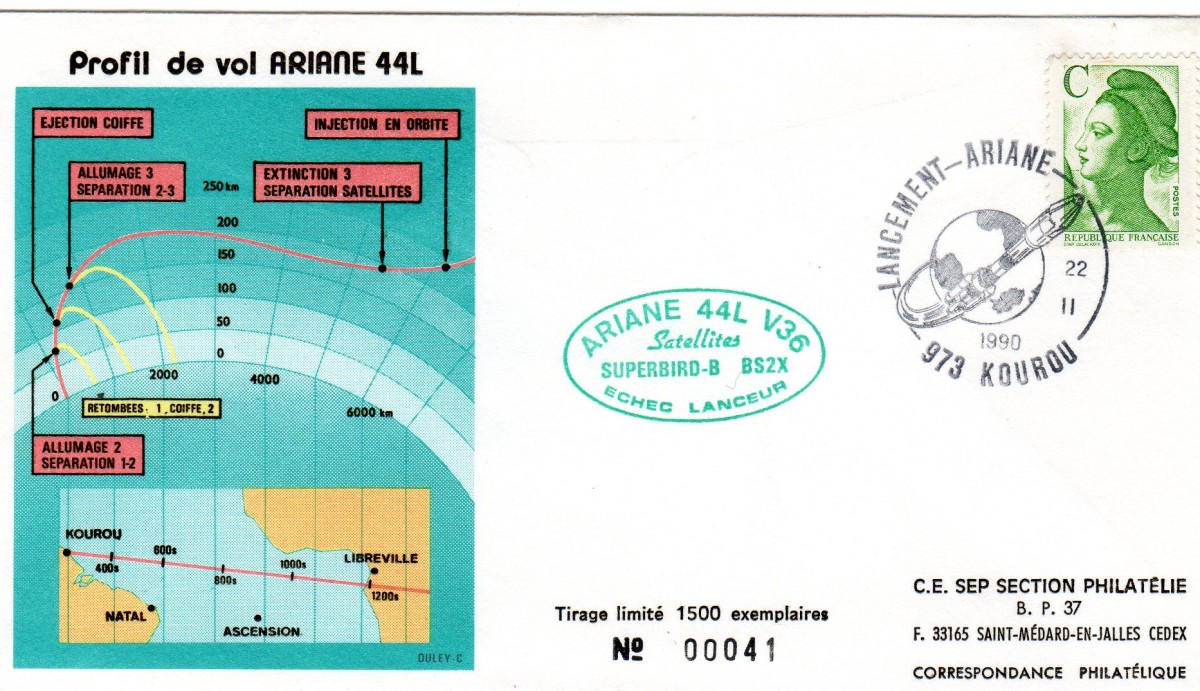 Profil de vol ARIANE 44L
EJECTION COIFFE
INJECTION EN ORBITE
ALLUMAGE 3
SEPARATION 2-3
EXTINCTION 3
SEPARATION SATELLITES
250 km
200
150
100
50
0
0
2000
4000
6000 km
RETOMBEES : 1, COIFFE, 2
ALLUMAGE 2
SEPARATION 1-2
KOUROU
400s
600s
800s
1000s
1200s
LIBREVILLE
NATAL
ASCENSION
DULEY-C
ARIANE 44L V36
Satellites
SUPERBIRD-B BS2X
ECHEC LANCEUR
LANCEMENT-ARIANE
22
11
1990
973 KOUROU
C
POSTES
REPUBLIQUE FRANÇAISE
GANDON
Tirage limité 1500 exemplaires
Nº 00041
C.E. SEP SECTION PHILATÉLIE
B. P. 37
F. 33165 SAINT-MÉDARD-EN-JALLES CEDEX
CORRESPONDANCE PHILATÉLIQUE